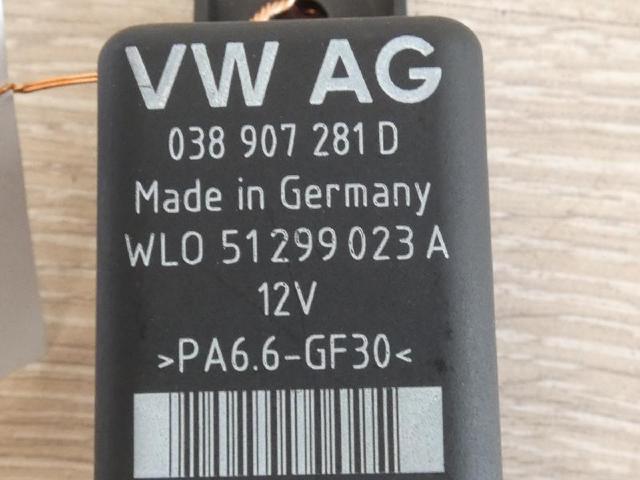 VW AG
038 907 281 D
Made in Germany
WLO 51299023 A
12V
>PA6.6-GF30<